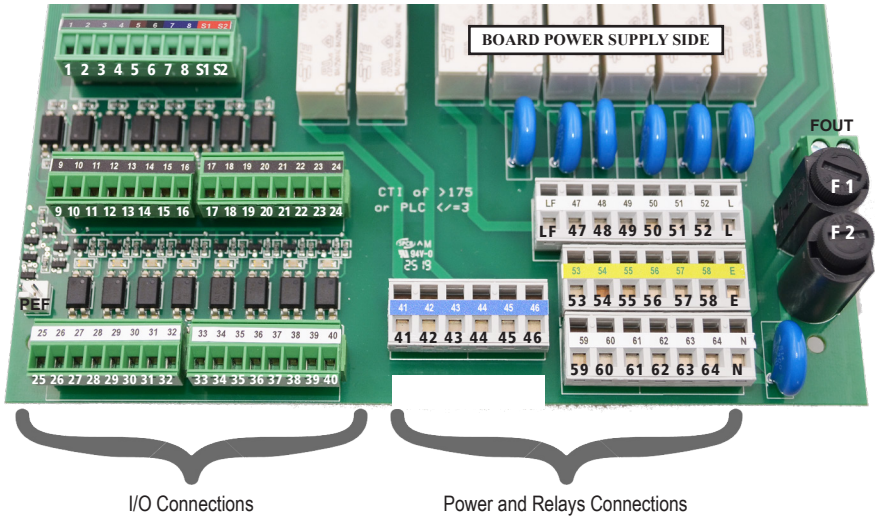 BOARD POWER SUPPLY SIDE
1 2 3 4 5 6 7 8 S1 S2
1 2 3 4 5 6 7 8 S1 S2
FOUT
F 1
F 2
9 10 11 12 13 14 15 16 17 18 19 20 21 22 23 24
9 10 11 12 13 14 15 16 17 18 19 20 21 22 23 24
CTI of >175
or PLC </=3
94V-0
2519
LF 47 48 49 50 51 52 L
LF 47 48 49 50 51 52 L
53 54 55 56 57 58 E
53 54 55 56 57 58 E
PEF
41 42 43 44 45 46
41 42 43 44 45 46
25 26 27 28 29 30 31 32 33 34 35 36 37 38 39 40
25 26 27 28 29 30 31 32 33 34 35 36 37 38 39 40
59 60 61 62 63 64 N
59 60 61 62 63 64 N
I/O Connections
Power and Relays Connections